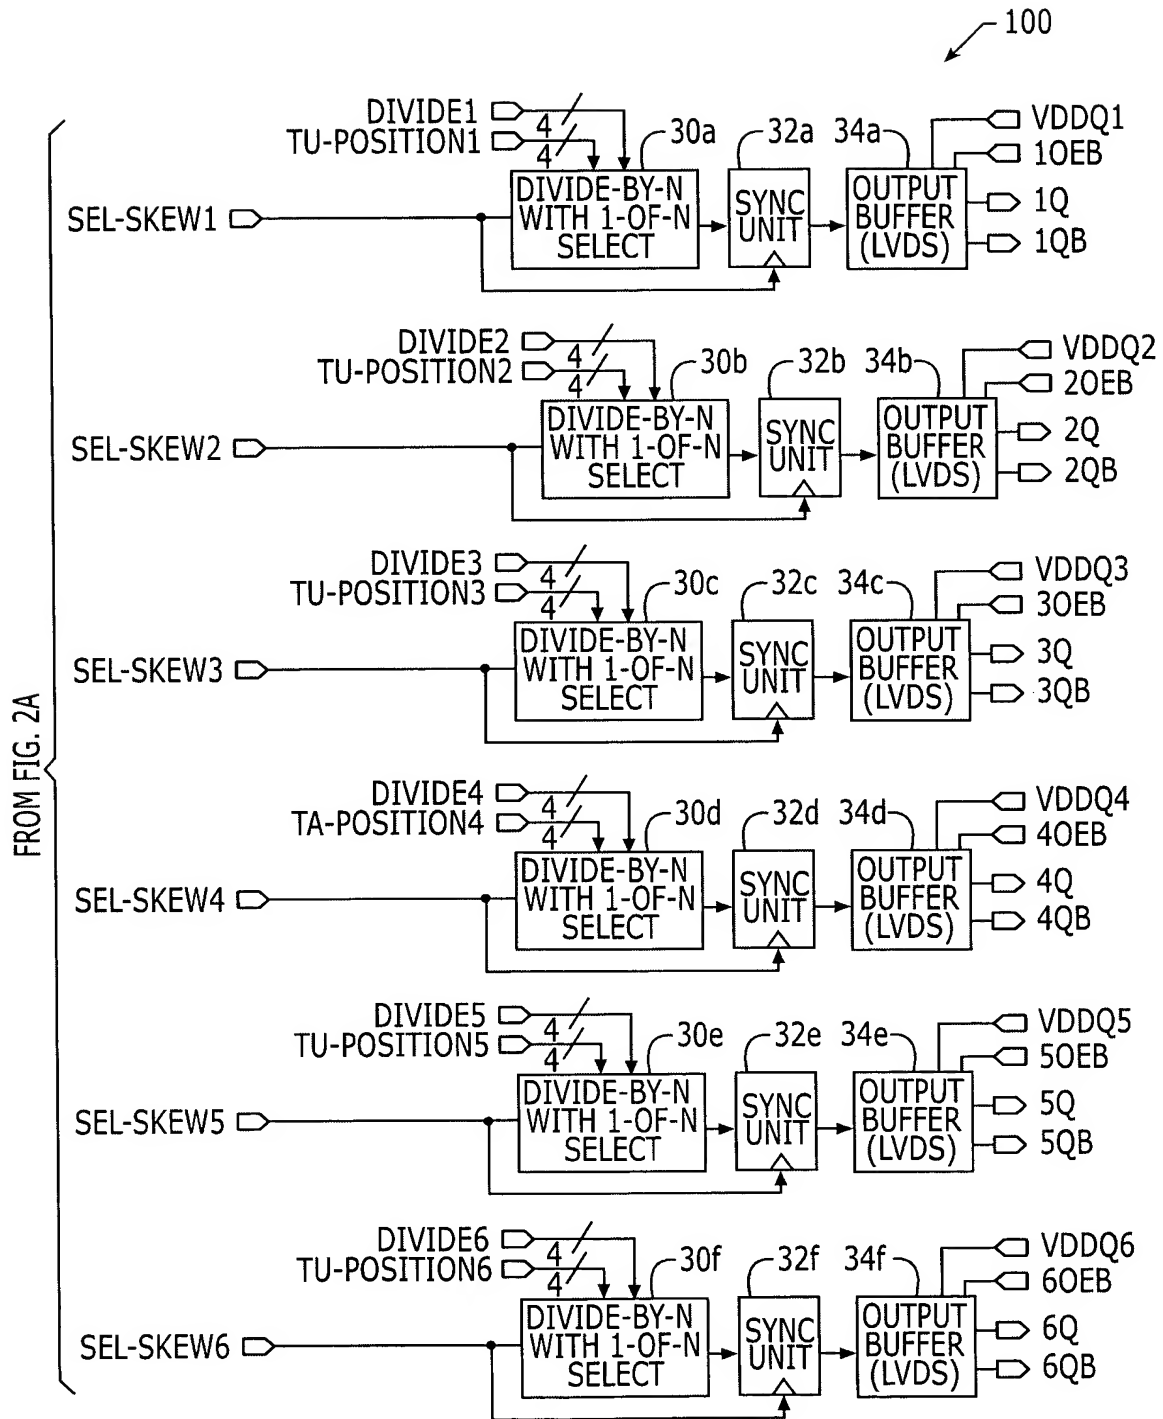 100
DIVIDE1
TU-POSITION1
4
4
30a
32a
34a
VDDQ1
1OEB
SEL-SKEW1
DIVIDE-BY-N
WITH 1-OF-N
SELECT
SYNC
UNIT
OUTPUT
BUFFER
(LVDS)
1Q
1QB
DIVIDE2
TU-POSITION2
4
4
30b
32b
34b
VDDQ2
2OEB
SEL-SKEW2
DIVIDE-BY-N
WITH 1-OF-N
SELECT
SYNC
UNIT
OUTPUT
BUFFER
(LVDS)
2Q
2QB
DIVIDE3
TU-POSITION3
4
4
30c
32c
34c
VDDQ3
3OEB
SEL-SKEW3
DIVIDE-BY-N
WITH 1-OF-N
SELECT
SYNC
UNIT
OUTPUT
BUFFER
(LVDS)
3Q
3QB
FROM FIG. 2A
DIVIDE4
TA-POSITION4
4
4
30d
32d
34d
VDDQ4
4OEB
SEL-SKEW4
DIVIDE-BY-N
WITH 1-OF-N
SELECT
SYNC
UNIT
OUTPUT
BUFFER
(LVDS)
4Q
4QB
DIVIDE5
TU-POSITION5
4
4
30e
32e
34e
VDDQ5
5OEB
SEL-SKEW5
DIVIDE-BY-N
WITH 1-OF-N
SELECT
SYNC
UNIT
OUTPUT
BUFFER
(LVDS)
5Q
5QB
DIVIDE6
TU-POSITION6
4
4
30f
32f
34f
VDDQ6
6OEB
SEL-SKEW6
DIVIDE-BY-N
WITH 1-OF-N
SELECT
SYNC
UNIT
OUTPUT
BUFFER
(LVDS)
6Q
6QB